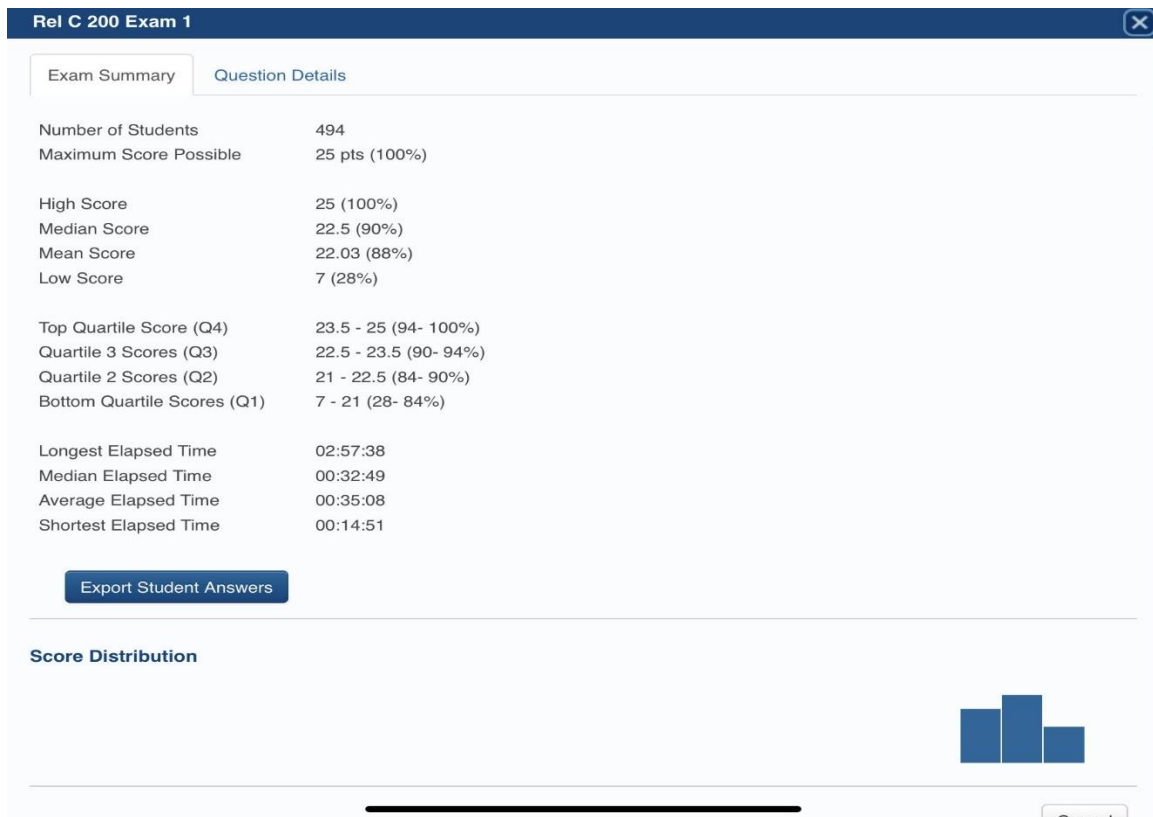 Rel C 200 Exam 1
Exam Summary Question Details
Number of Students 494
Maximum Score Possible 25 pts (100%)
High Score 25 (100%)
Median Score 22.5 (90%)
Mean Score 22.03 (88%)
Low Score 7 (28%)
Top Quartile Score (Q4) 23.5 - 25 (94- 100%)
Quartile 3 Scores (Q3) 22.5 - 23.5 (90- 94%)
Quartile 2 Scores (Q2) 21 - 22.5 (84- 90%)
Bottom Quartile Scores (Q1) 7 - 21 (28- 84%)
Longest Elapsed Time 02:57:38
Median Elapsed Time 00:32:49
Average Elapsed Time 00:35:08
Shortest Elapsed Time 00:14:51
Export Student Answers
Score Distribution